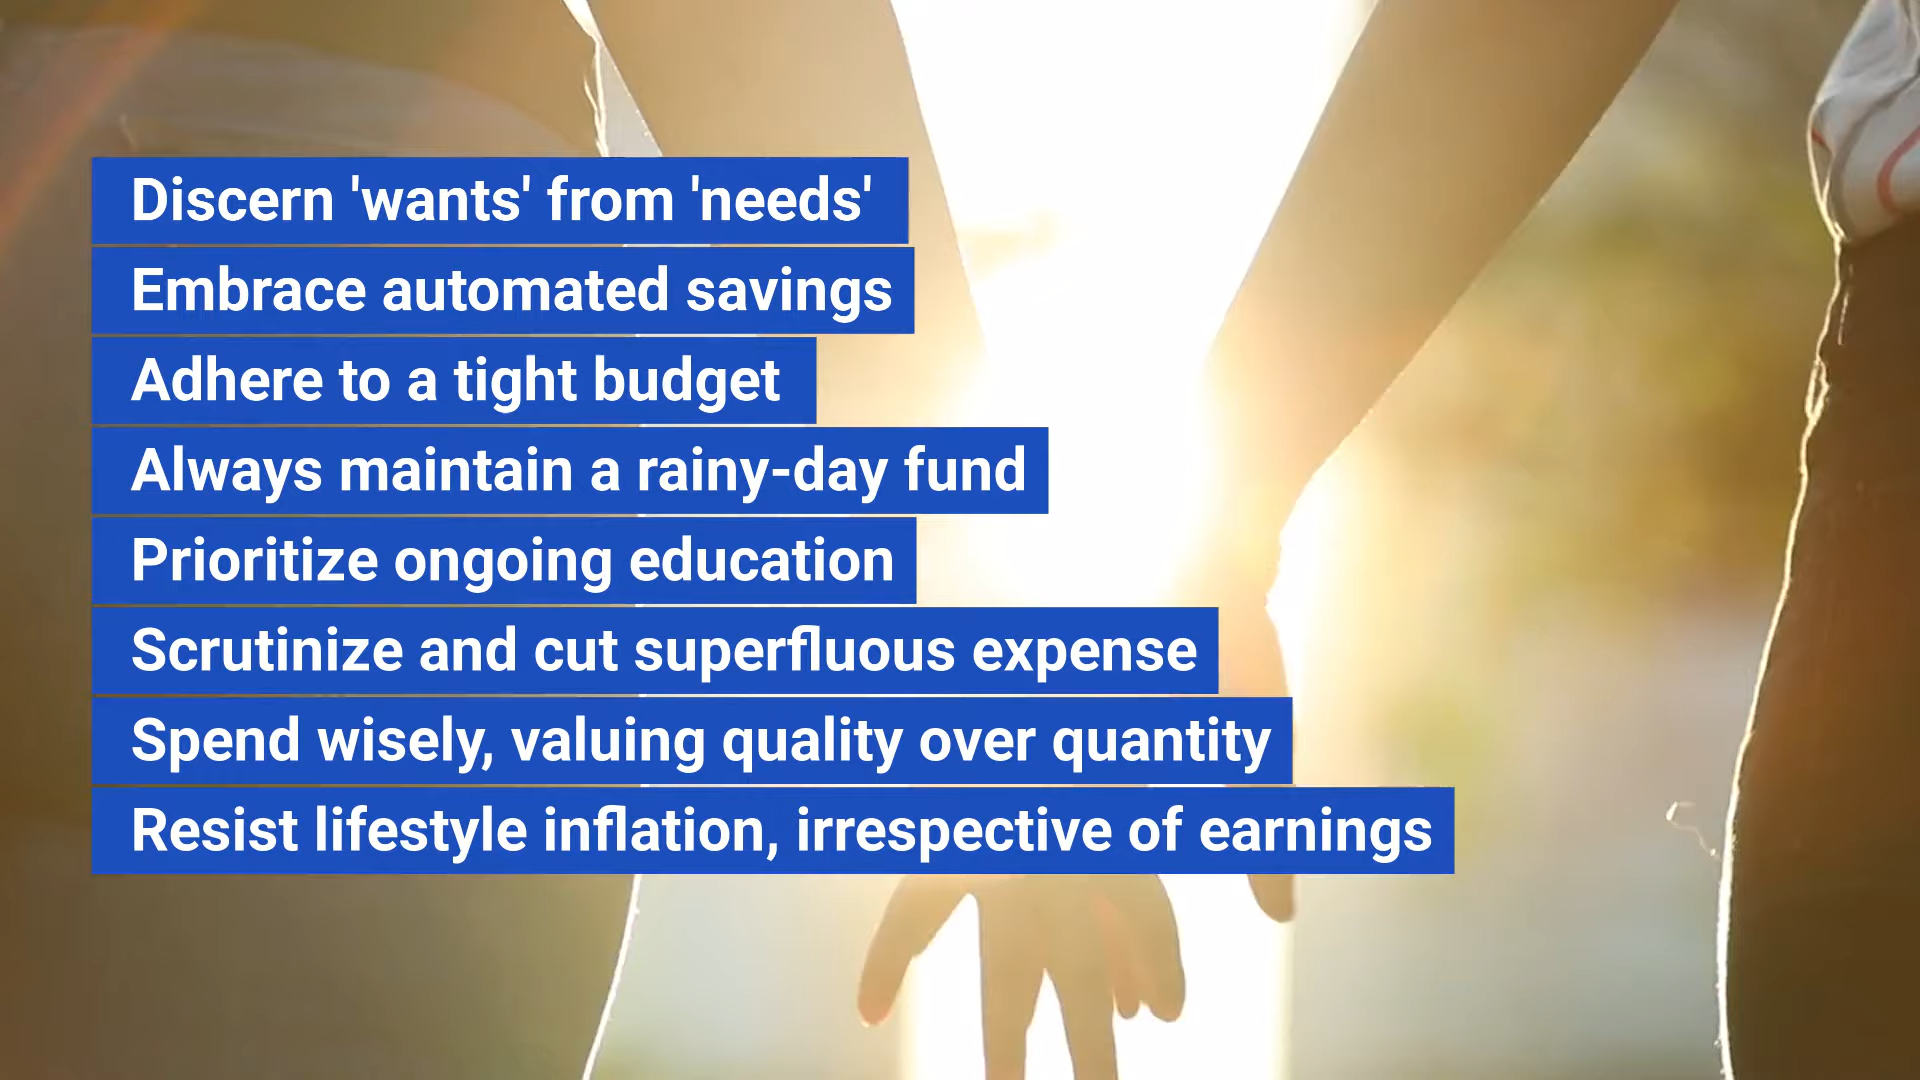 Discern 'wants' from 'needs'
Embrace automated savings
Adhere to a tight budget
Always maintain a rainy-day fund
Prioritize ongoing education
Scrutinize and cut superfluous expense
Spend wisely, valuing quality over quantity
Resist lifestyle inflation, irrespective of earnings